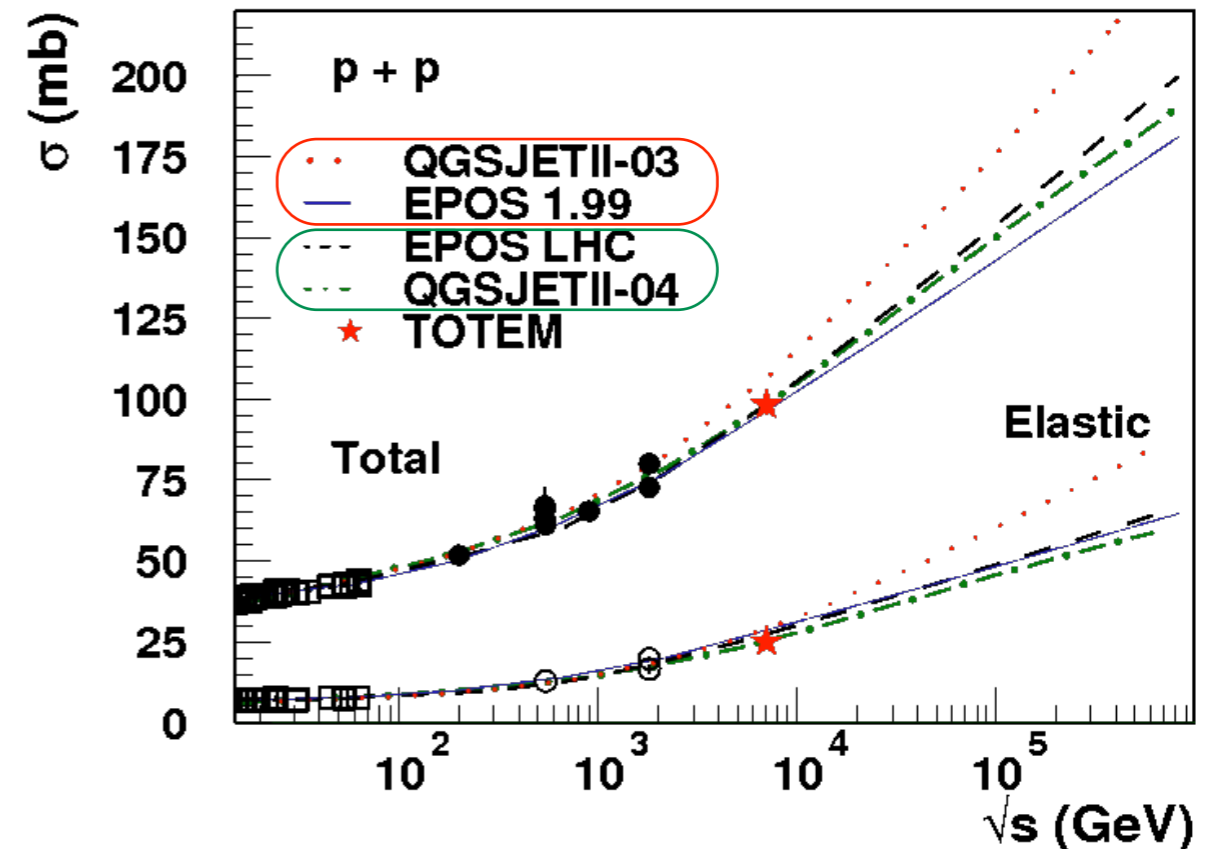 σ (mb)
200
175
150
125
100
75
50
25
0
p + p
QGSJETII-03
EPOS 1.99
EPOS LHC
QGSJETII-04
TOTEM
Total
Elastic
10²
10³
10⁴
10⁵
√s (GeV)